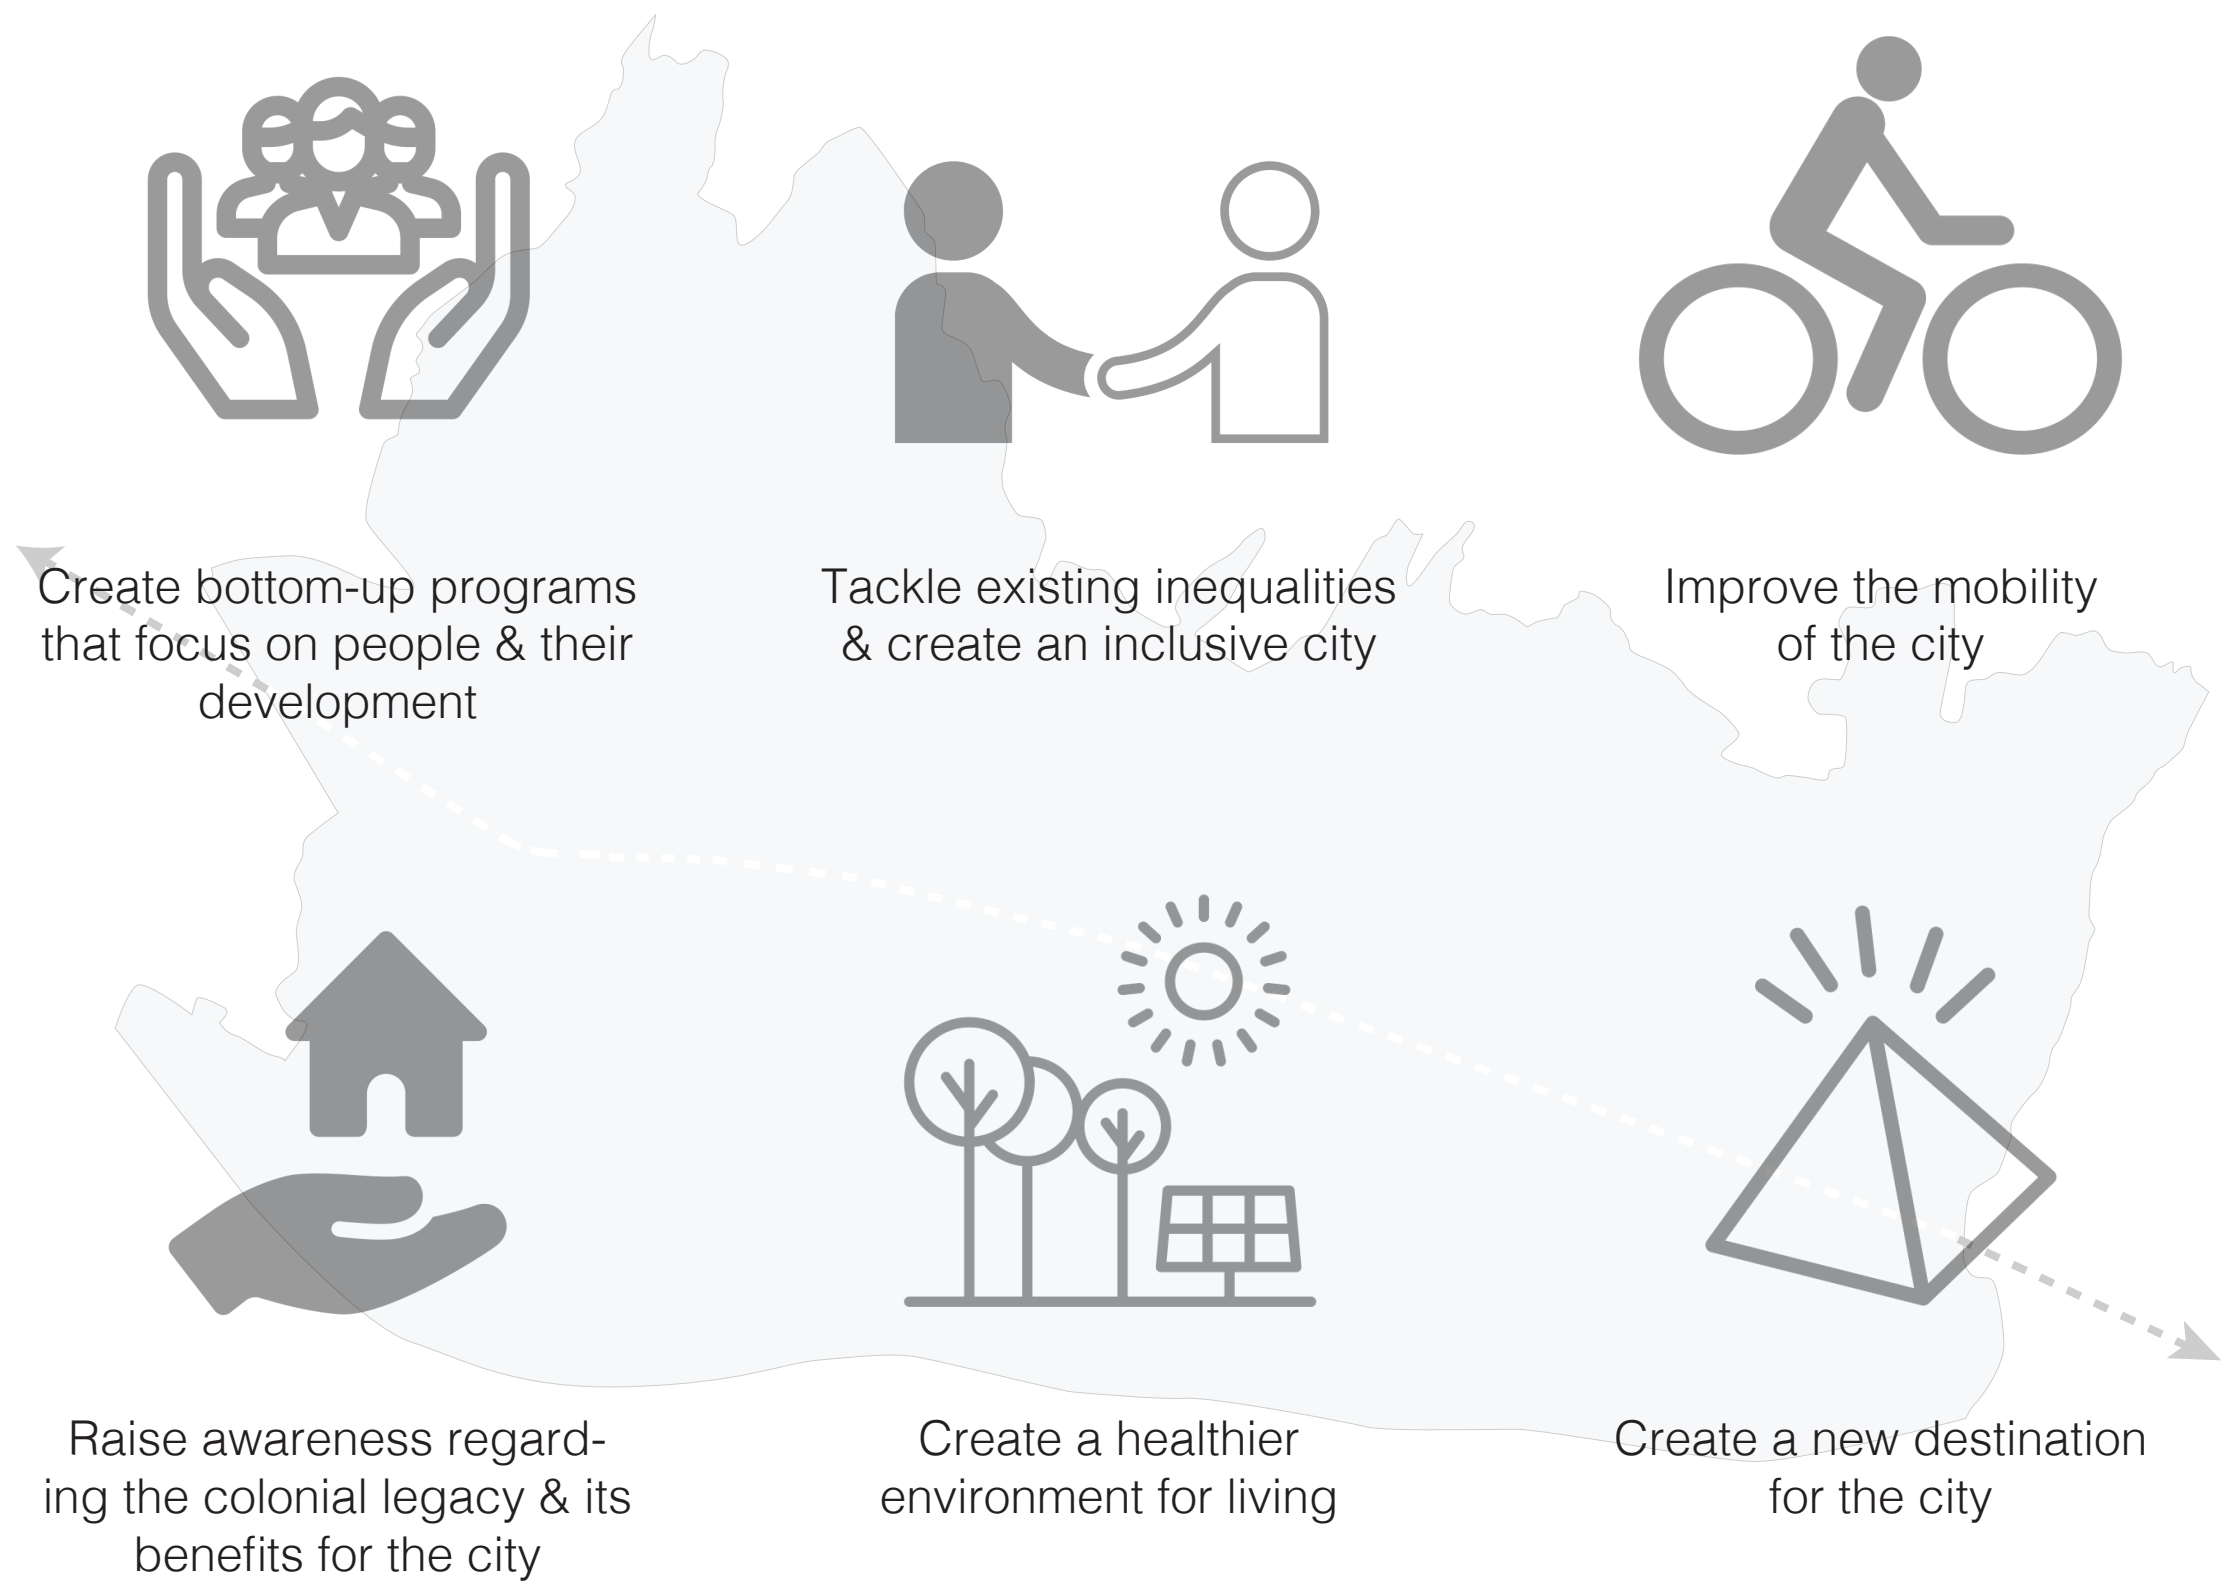 Create bottom-up programs
that focus on people & their
development
Tackle existing inequalities
& create an inclusive city
Improve the mobility
of the city
Raise awareness regard-
ing the colonial legacy & its
benefits for the city
Create a healthier
environment for living
Create a new destination
for the city